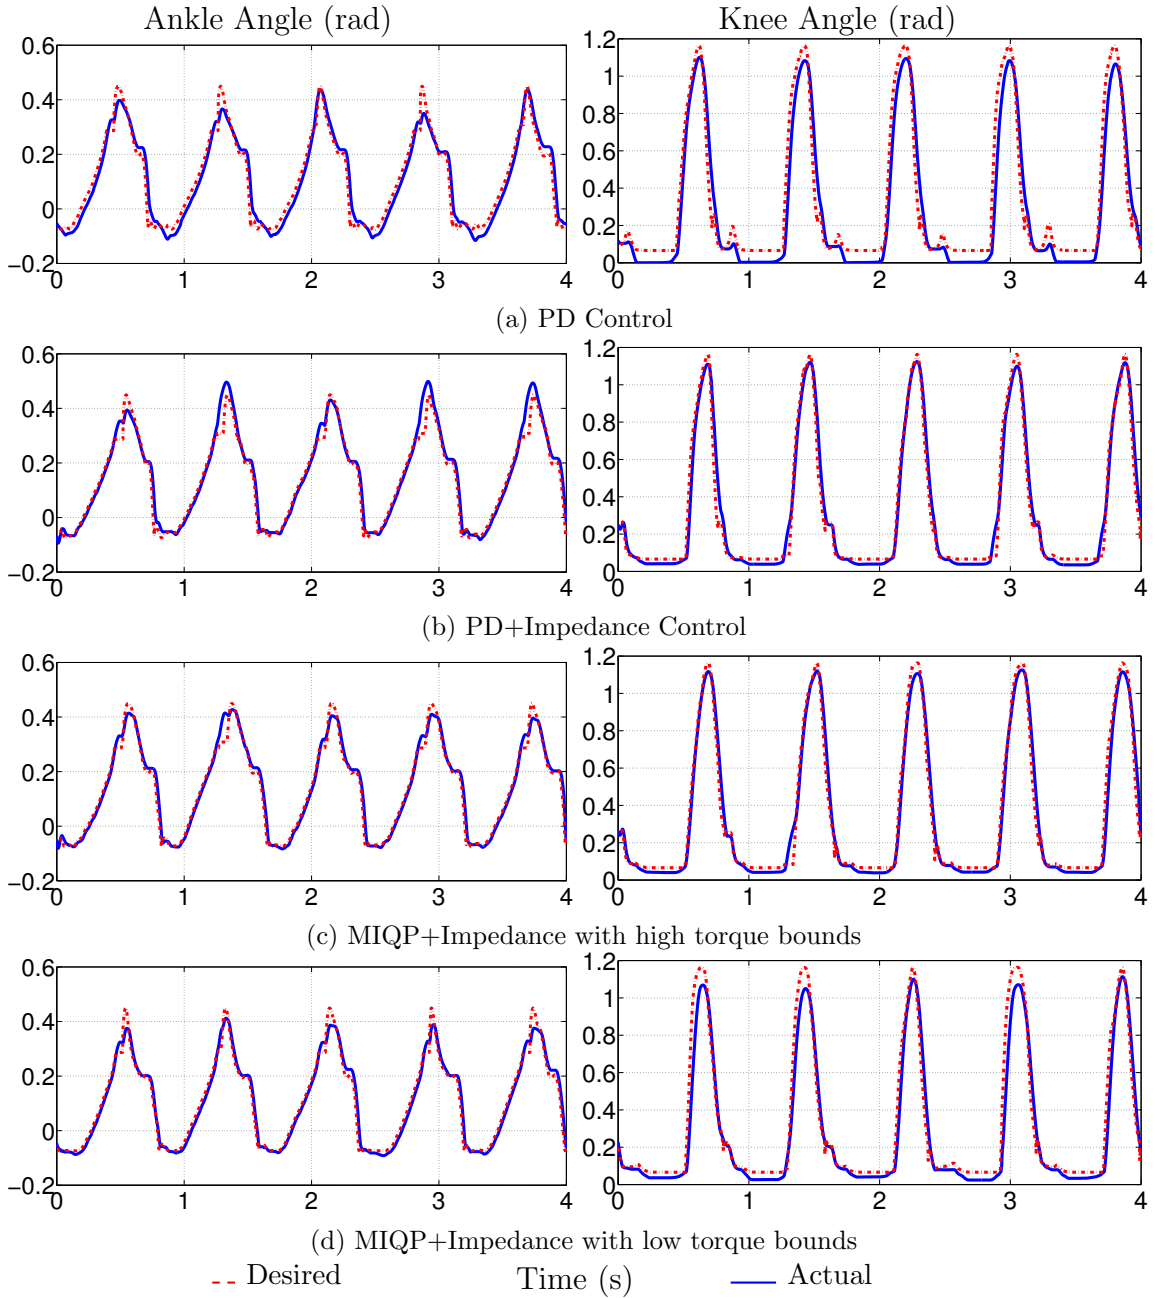 Ankle Angle (rad) Knee Angle (rad)
0.6 1.2
0.4 1
0.8
0.2 0.6
0 0.4
0.2
−0.2 0
0 1 2 3 4 0 1 2 3 4
(a) PD Control
0.6 1.2
0.4 1
0.8
0.2 0.6
0 0.4
0.2
−0.2 0
0 1 2 3 4 0 1 2 3 4
(b) PD+Impedance Control
0.6 1.2
0.4 1
0.8
0.2 0.6
0 0.4
0.2
−0.2 0
0 1 2 3 4 0 1 2 3 4
(c) MIQP+Impedance with high torque bounds
0.6 1.2
0.4 1
0.8
0.2 0.6
0 0.4
0.2
−0.2 0
0 1 2 3 4 0 1 2 3 4
(d) MIQP+Impedance with low torque bounds
Desired Time (s) Actual